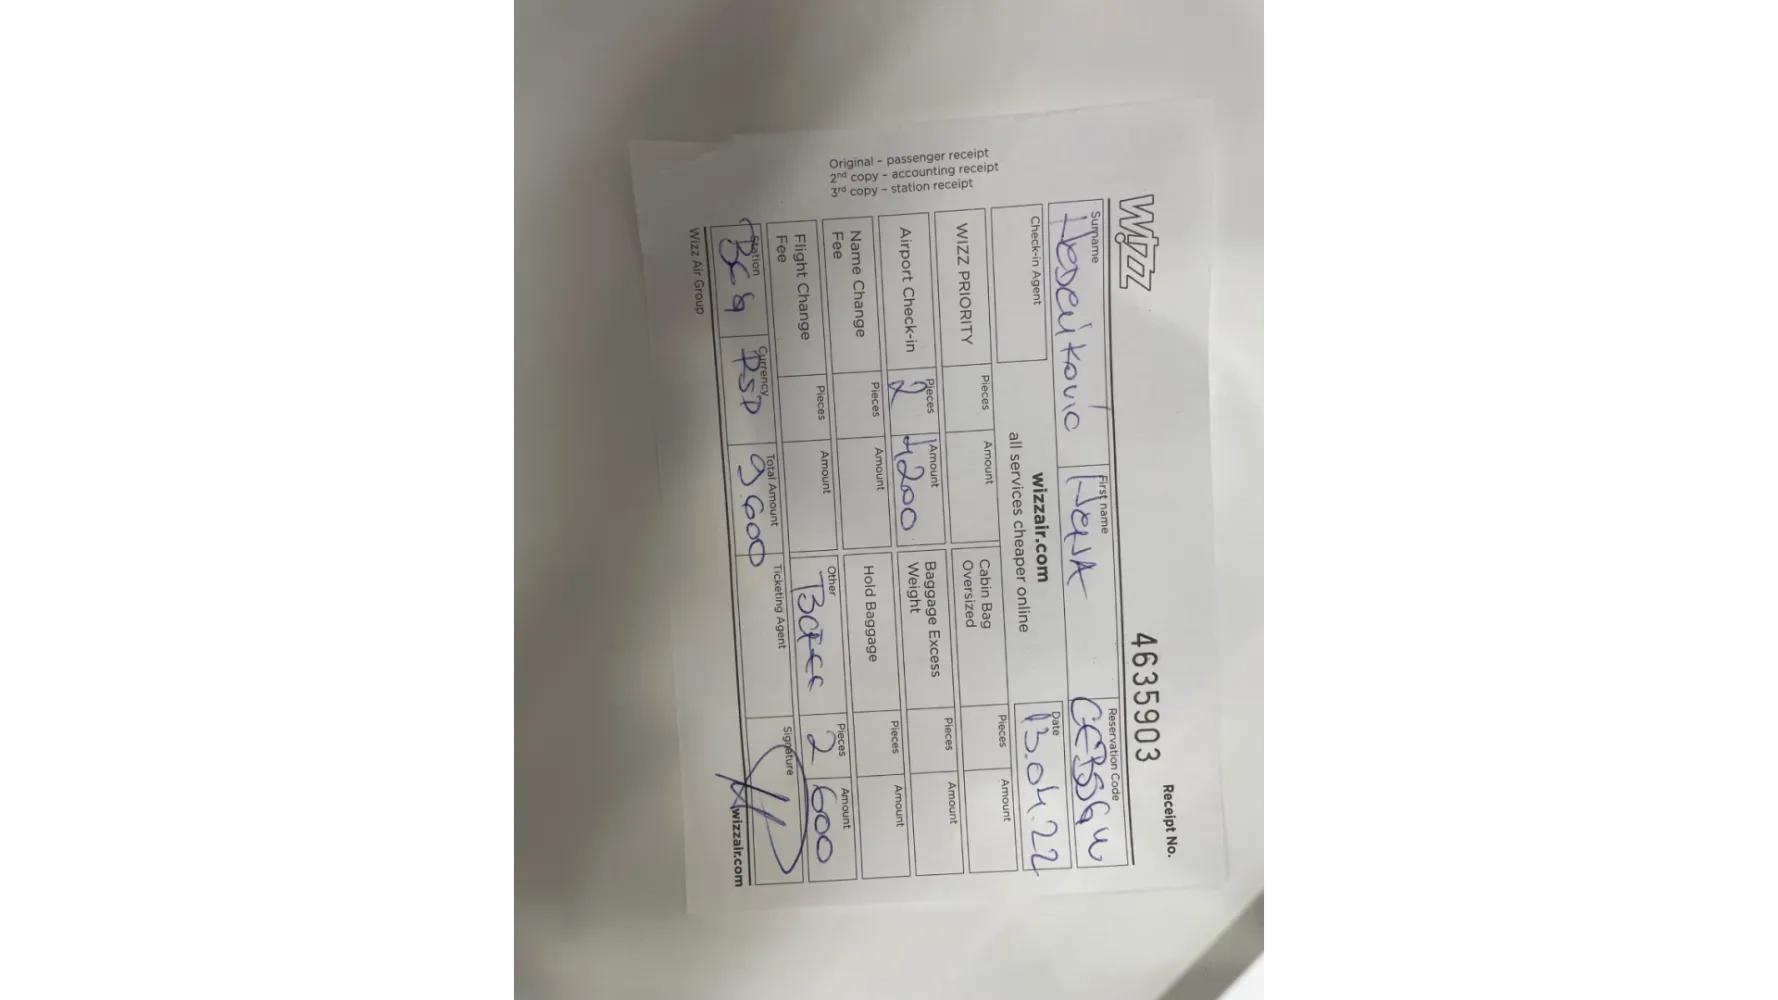 WIZZ
4635903
Receipt No.
Surname
First name
Nena
Reservation Code
Check-in Agent
wizzair.com
all services cheaper online
Date
13.04.22
WIZZ PRIORITY
Pieces
Amount
Cabin Bag Oversized
Pieces
Amount
Airport Check-in
Pieces
2
Amount
4200
Baggage Excess Weight
Pieces
Amount
Name Change Fee
Pieces
Amount
Hold Baggage
Pieces
Amount
Flight Change Fee
Pieces
Amount
Other
Pieces
2
Amount
600
Station
BEG
Currency
RSD
Total Amount
9600
Ticketing Agent
Signature
Wizz Air Group
wizzair.com
Original - passenger receipt
2nd copy - accounting receipt
3rd copy - station receipt